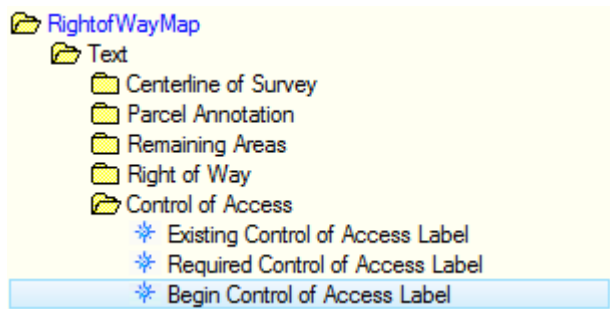 RightofWayMap
Text
Centerline of Survey
Parcel Annotation
Remaining Areas
Right of Way
Control of Access
Existing Control of Access Label
Required Control of Access Label
Begin Control of Access Label